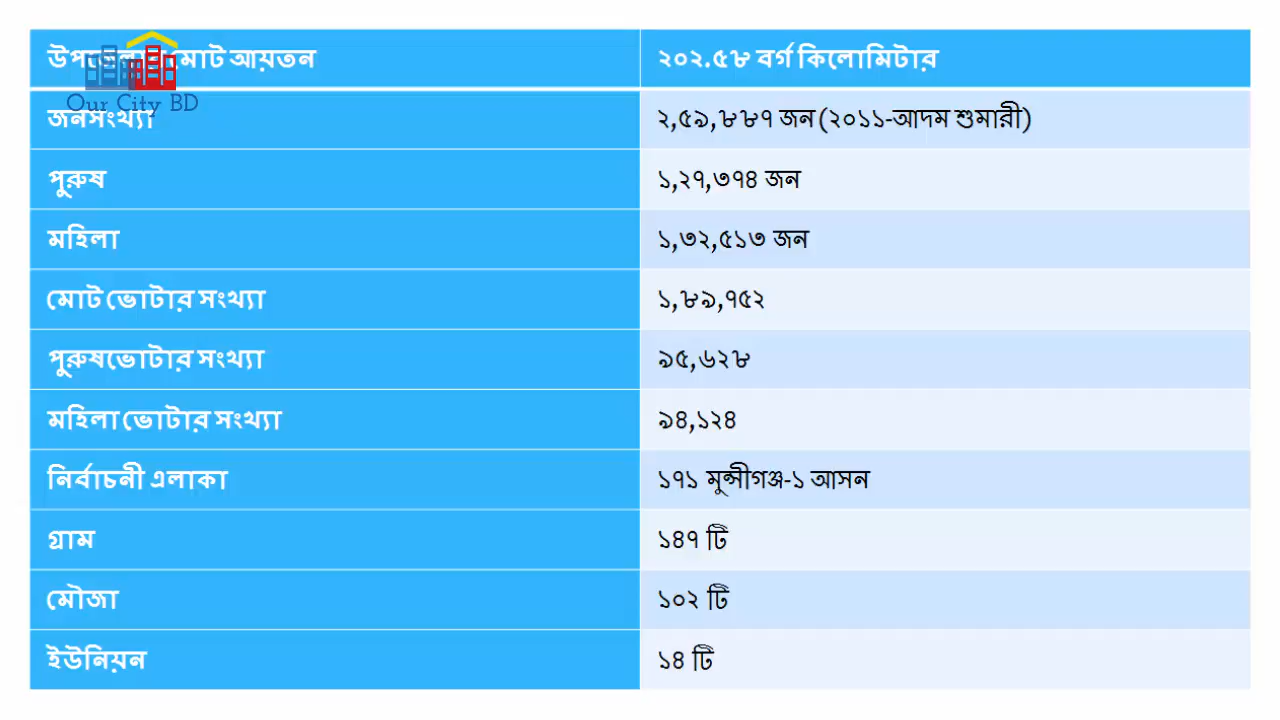 উপজেলার মোট আয়তন ২০২.৫৮ বর্গ কিলোমিটার
Our City BD
জনসংখ্যা ২,৫৯,৮৮৭ জন (২০১১-আদম শুমারী)
পুরুষ ১,২৭,৩৭৪ জন
মহিলা ১,৩২,৫১৩ জন
মোট ভোটার সংখ্যা ১,৮৯,৭৫২
পুরুষভোটার সংখ্যা ৯৫,৬২৮
মহিলা ভোটার সংখ্যা ৯৪,১২৪
নির্বাচনী এলাকা ১৭১ মুন্সীগঞ্জ-১ আসন
গ্রাম ১৪৭ টি
মৌজা ১০২ টি
ইউনিয়ন ১৪ টি